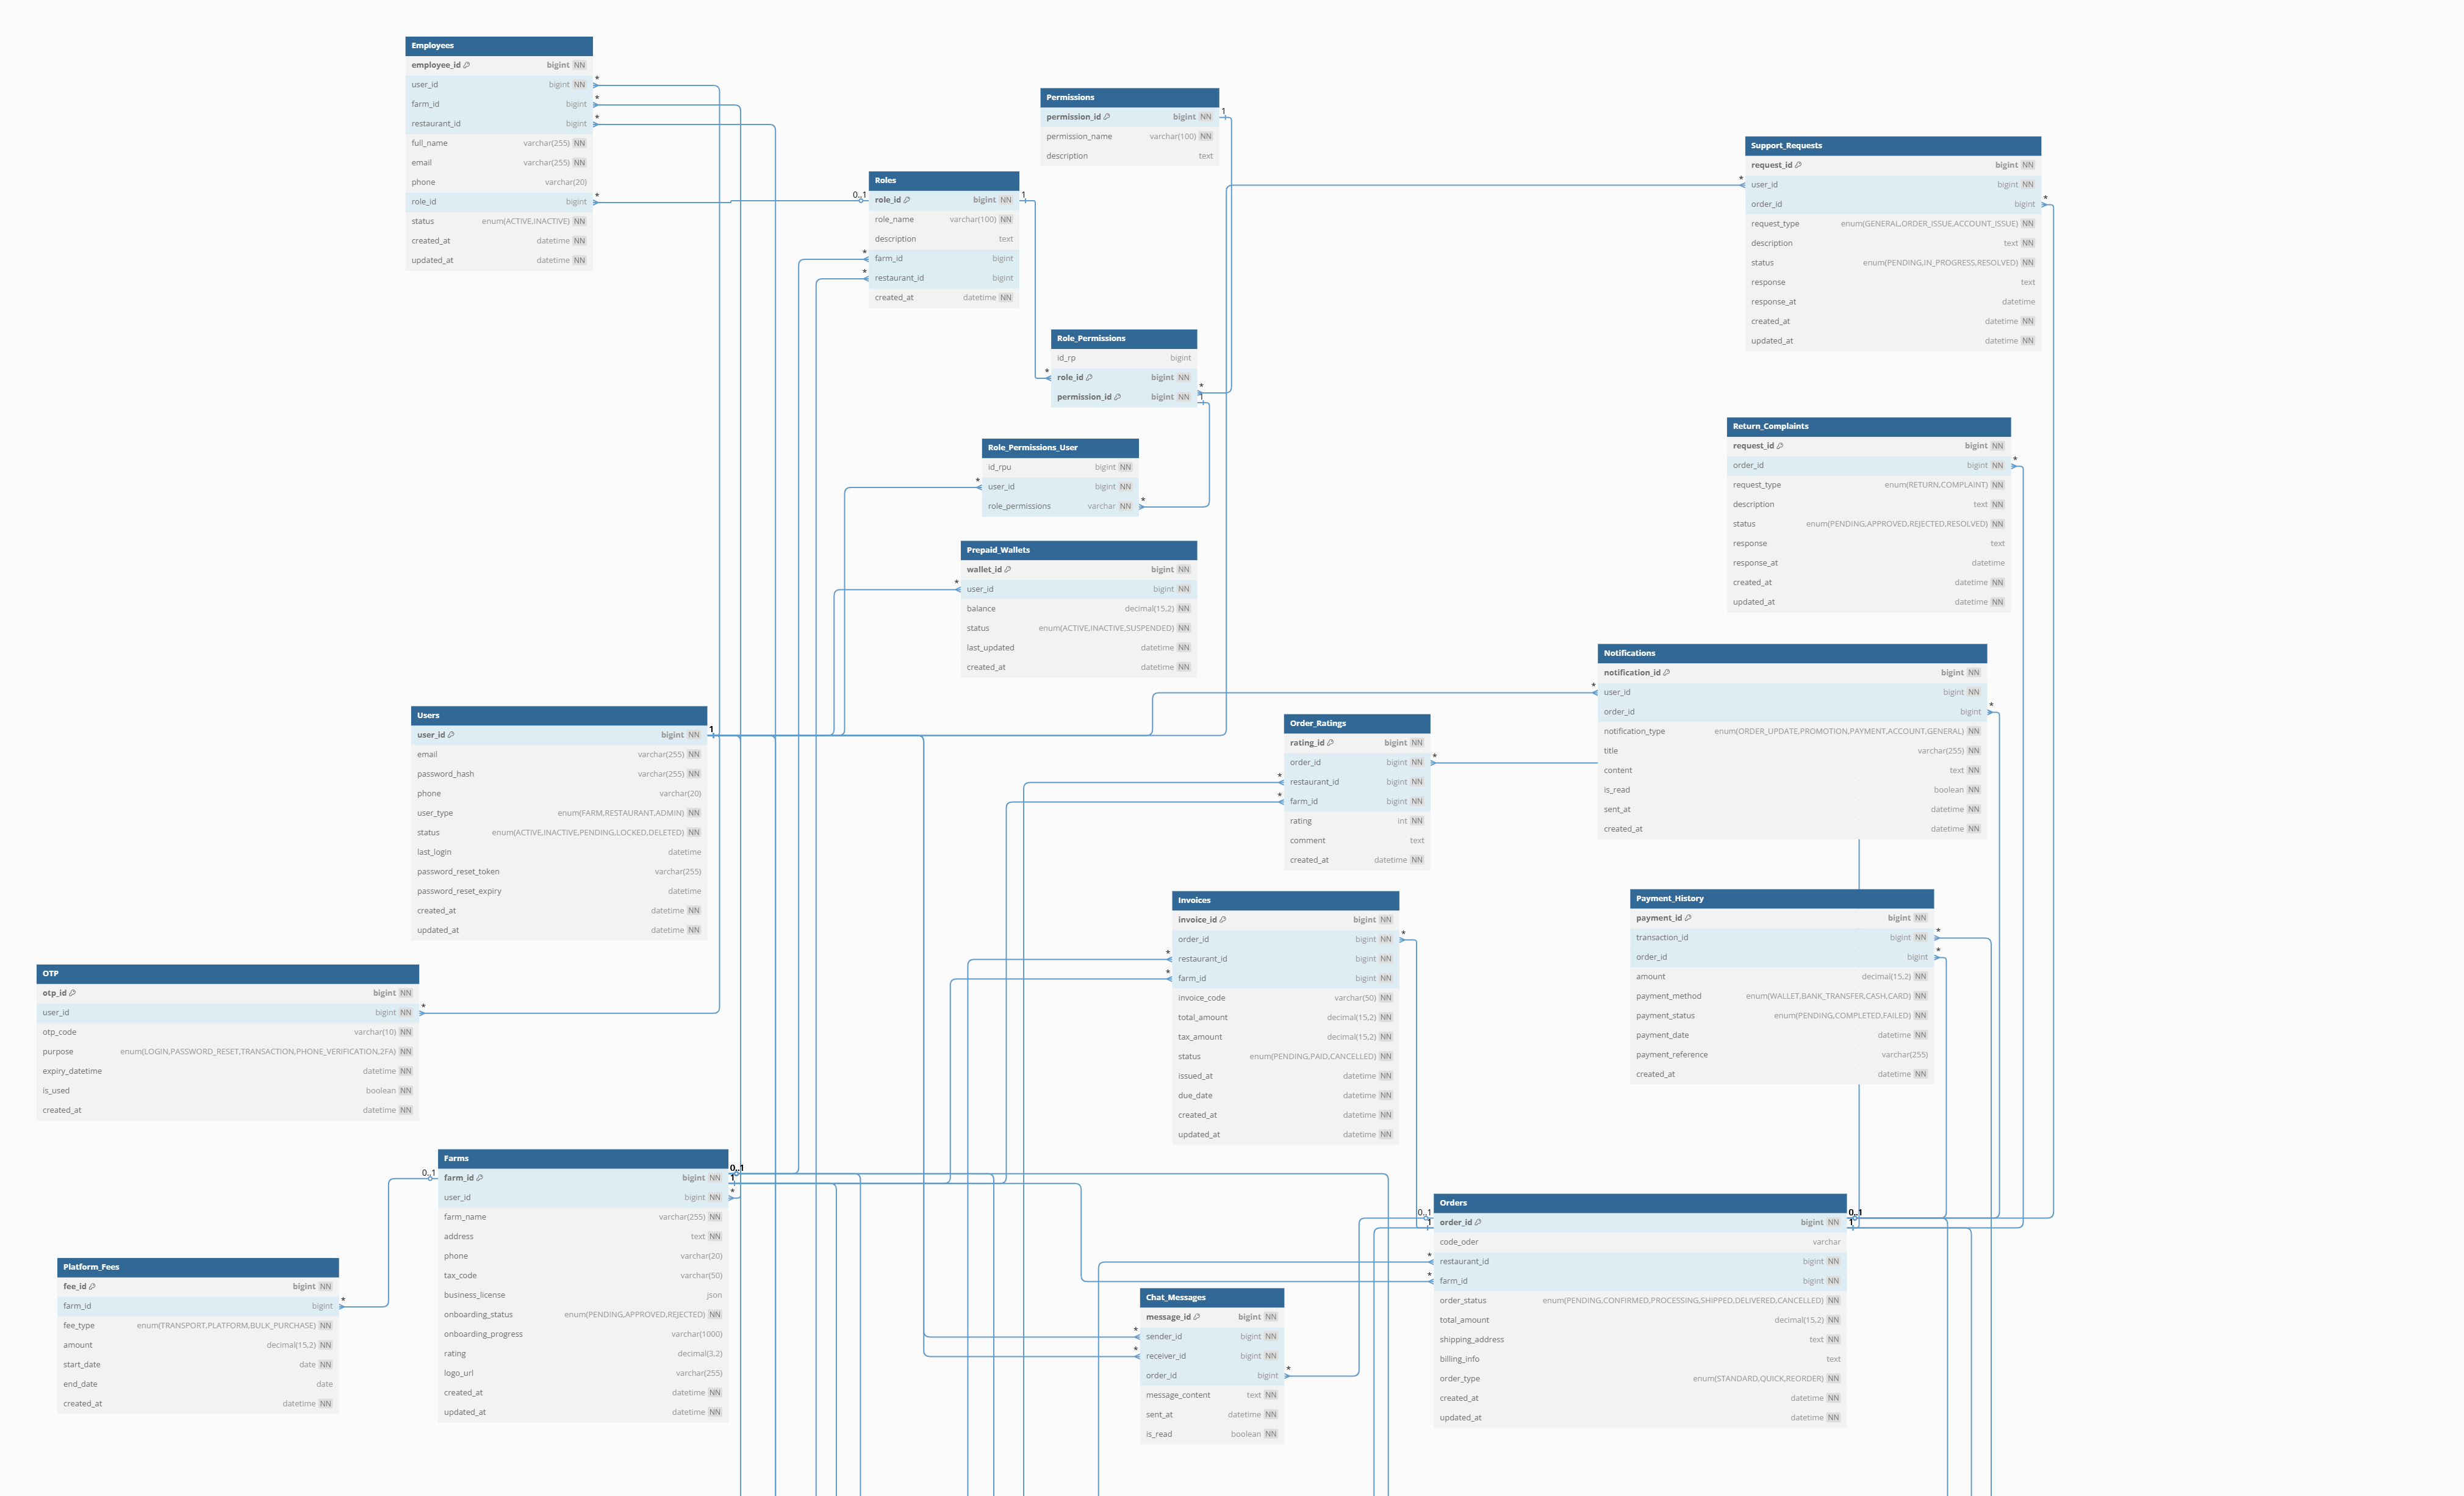 Employees
employee_id bigint NN
user_id bigint NN *
farm_id bigint *
restaurant_id bigint *
full_name varchar(255) NN
email varchar(255) NN
phone varchar(20)
role_id bigint *
status enum(ACTIVE,INACTIVE) NN
created_at datetime NN
updated_at datetime NN
Permissions
permission_id bigint NN 1
permission_name varchar(100) NN
description text
Roles
0..1 role_id bigint NN 1
role_name varchar(100) NN
description text
* farm_id bigint
* restaurant_id bigint
created_at datetime NN
Support_Requests
request_id bigint NN
* user_id bigint NN
order_id bigint *
request_type enum(GENERAL,ORDER_ISSUE,ACCOUNT_ISSUE) NN
description text NN
status enum(PENDING,IN_PROGRESS,RESOLVED) NN
response text
response_at datetime
created_at datetime NN
updated_at datetime NN
Role_Permissions
id_rp bigint
* role_id bigint NN
permission_id bigint NN * 1
Role_Permissions_User
id_rpu bigint NN
* user_id bigint NN
role_permissions varchar NN *
Return_Complaints
request_id bigint NN
order_id bigint NN *
request_type enum(RETURN,COMPLAINT) NN
description text NN
status enum(PENDING,APPROVED,REJECTED,RESOLVED) NN
response text
response_at datetime
created_at datetime NN
updated_at datetime NN
Prepaid_Wallets
wallet_id bigint NN
* user_id bigint NN
balance decimal(15,2) NN
status enum(ACTIVE,INACTIVE,SUSPENDED) NN
last_updated datetime NN
created_at datetime NN
Notifications
notification_id bigint NN
* user_id bigint NN
order_id bigint *
notification_type enum(ORDER_UPDATE,PROMOTION,PAYMENT,ACCOUNT,GENERAL) NN
title varchar(255) NN
content text NN
is_read boolean NN
sent_at datetime NN
created_at datetime NN
Users
user_id bigint NN 1
email varchar(255) NN
password_hash varchar(255) NN
phone varchar(20)
user_type enum(FARM,RESTAURANT,ADMIN) NN
status enum(ACTIVE,INACTIVE,PENDING,LOCKED,DELETED) NN
last_login datetime
password_reset_token varchar(255)
password_reset_expiry datetime
created_at datetime NN
updated_at datetime NN
Order_Ratings
rating_id bigint NN
order_id bigint NN *
* restaurant_id bigint NN
* farm_id bigint NN
rating int NN
comment text
created_at datetime NN
Invoices
invoice_id bigint NN
order_id bigint NN *
* restaurant_id bigint NN
* farm_id bigint NN
invoice_code varchar(50) NN
total_amount decimal(15,2) NN
tax_amount decimal(15,2) NN
status enum(PENDING,PAID,CANCELLED) NN
issued_at datetime NN
due_date datetime NN
created_at datetime NN
updated_at datetime NN
Payment_History
payment_id bigint NN
transaction_id bigint NN *
order_id bigint *
amount decimal(15,2) NN
payment_method enum(WALLET,BANK_TRANSFER,CASH,CARD) NN
payment_status enum(PENDING,COMPLETED,FAILED) NN
payment_date datetime NN
payment_reference varchar(255)
created_at datetime NN
OTP
otp_id bigint NN
user_id bigint NN *
otp_code varchar(10) NN
purpose enum(LOGIN,PASSWORD_RESET,TRANSACTION,PHONE_VERIFICATION,2FA) NN
expiry_datetime datetime NN
is_used boolean NN
created_at datetime NN
Farms
0..1 farm_id bigint NN 0..1 1
user_id bigint NN *
farm_name varchar(255) NN
address text NN
phone varchar(20) NN
tax_code varchar(50) NN
business_license json
onboarding_status enum(PENDING,APPROVED,REJECTED) NN
onboarding_progress varchar(1000)
rating decimal(3,2)
logo_url varchar(255)
created_at datetime NN
updated_at datetime NN
Platform_Fees
fee_id bigint NN
farm_id bigint *
fee_type enum(TRANSPORT,PLATFORM,BULK_PURCHASE) NN
amount decimal(15,2) NN
start_date date NN
end_date date
created_at datetime NN
Orders
0..1 1 order_id bigint NN 0..1 1
code_oder varchar
* restaurant_id bigint NN
* farm_id bigint NN
order_status enum(PENDING,CONFIRMED,PROCESSING,SHIPPED,DELIVERED,CANCELLED) NN
total_amount decimal(15,2) NN
shipping_address text NN
billing_info text
order_type enum(STANDARD,QUICK,REORDER) NN
created_at datetime NN
updated_at datetime NN
Chat_Messages
message_id bigint NN
* sender_id bigint NN
* receiver_id bigint NN
order_id bigint *
message_content text NN
sent_at datetime NN
is_read boolean NN